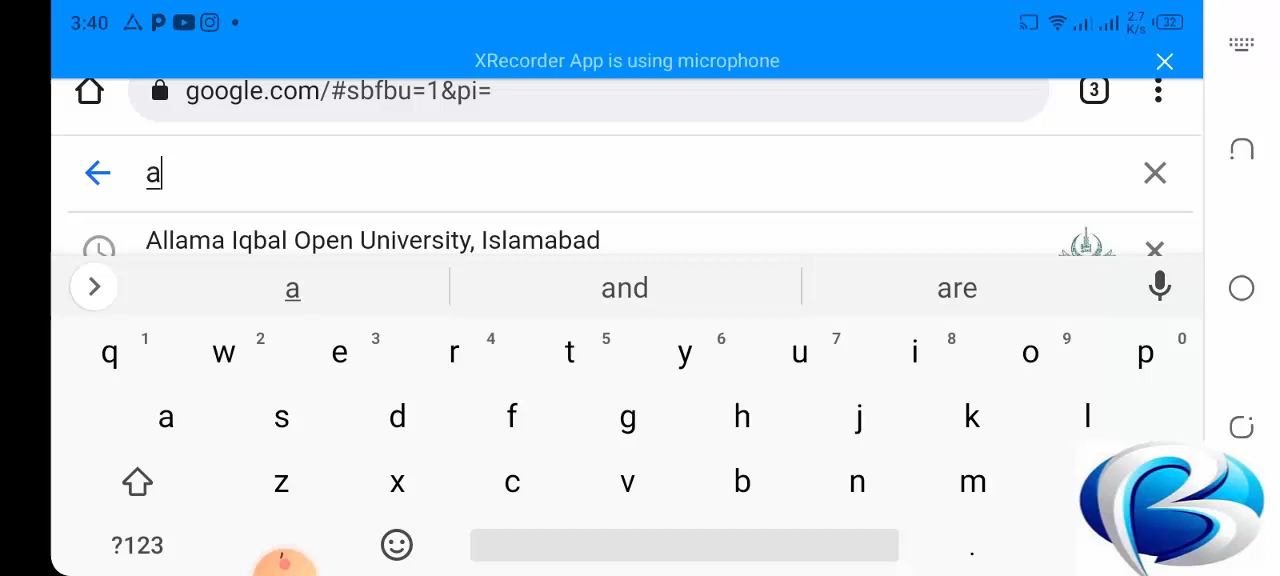 3:40
2.7 K/s 32
XRecorder App is using microphone
google.com/#sbfbu=1&pi=
3
a
Allama Iqbal Open University, Islamabad
a and are
q 1 w 2 e 3 r 4 t 5 y 6 u 7 i 8 o 9 p 0
a s d f g h j k l
z x c v b n m
?123 .